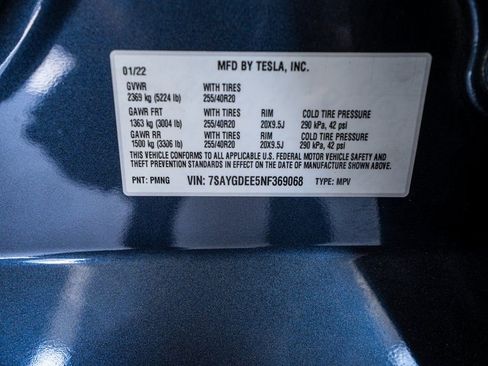 MFD BY TESLA, INC.
01/22
GVWR WITH TIRES
2369 kg (5224 lb) 255/40R20
GAWR FRT WITH TIRES RIM COLD TIRE PRESSURE
1363 kg (3004 lb) 255/40R20 20X9.5J 290 kPa, 42 psi
GAWR RR WITH TIRES RIM COLD TIRE PRESSURE
1500 kg (3306 lb) 255/40R20 20X9.5J 290 kPa, 42 psi
THIS VEHICLE CONFORMS TO ALL APPLICABLE U.S. FEDERAL MOTOR VEHICLE SAFETY AND
THEFT PREVENTION STANDARDS IN EFFECT ON THE DATE OF MANUFACTURE SHOWN ABOVE.
PNT: PMNG VIN: 7SAYGDEE5NF369068 TYPE: MPV